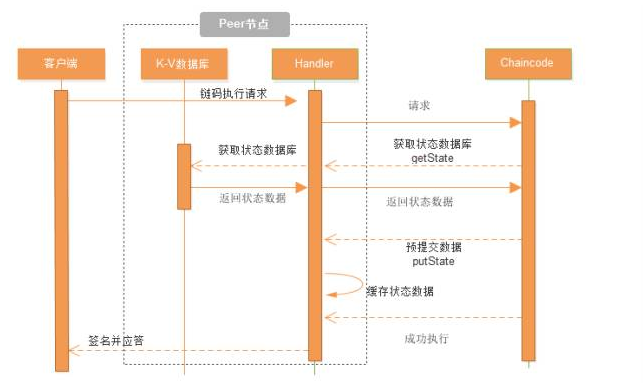 Peer节点
客户端
K-V数据库
Handler
Chaincode
链码执行请求
请求
获取状态数据库
getState
获取状态数据库
返回状态数据
返回状态数据
预提交数据
putState
缓存状态数据
成功执行
签名并应答